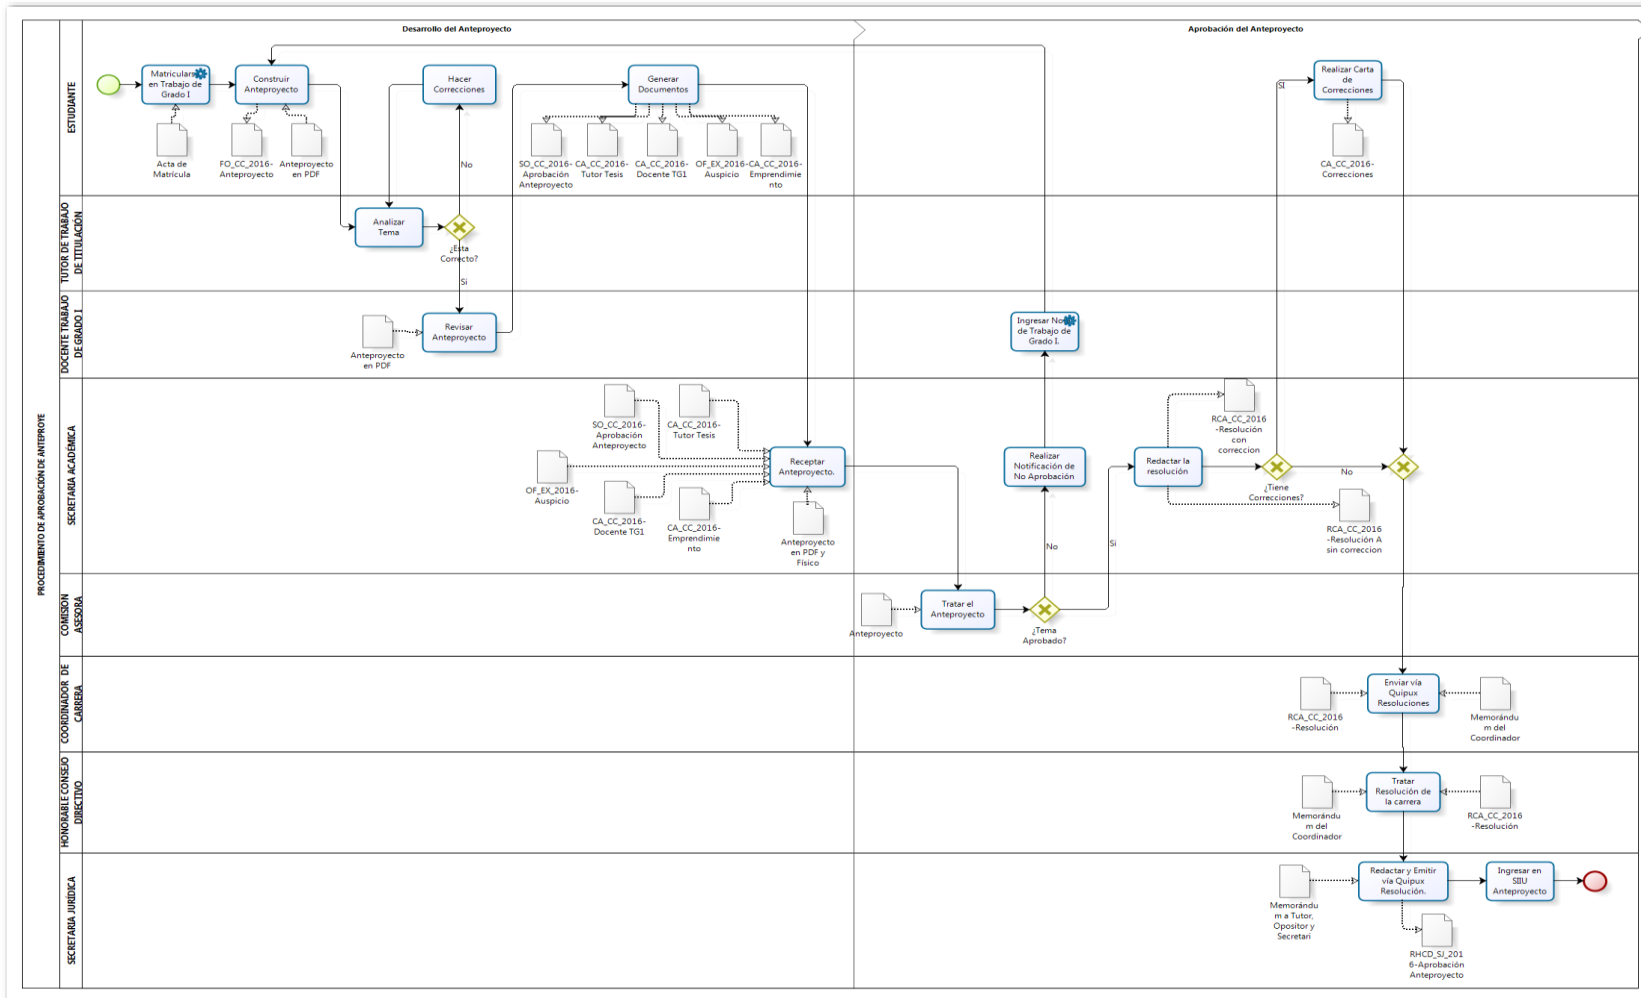 Desarrollo del Anteproyecto
Aprobación del Anteproyecto
PROCEDIMIENTO DE APROBACIÓN DE ANTEPROYE
ESTUDIANTE
en Trabajo de
Grado I
Construir
Anteproyecto
Hacer
Correcciones
Generar
Documentos
Realizar Carta
de
Correcciones
Acta de
Matrícula
FO_CC_2016-
Anteproyecto
Anteproyecto
en PDF
No
SO_CC_2016-
Aprobación
Anteproyecto
CA_CC_2016-
Tutor Tesis
CA_CC_2016-
Docente TG1
OF_EX_2016-
Auspicio
CA_CC_2016-
Emprendimie
nto
SI
CA_CC_2016-
Correcciones
TUTOR DE TRABAJO
DE TITULACIÓN
Analizar
Tema
¿Esta
Correcto?
Si
DOCENTE TRABAJO
DE GRADO I
Anteproyecto
en PDF
Revisar
Anteproyecto
Ingresar
de Trabajo de
Grado I.
SECRETARIA ACADÉMICA
SO_CC_2016-
Aprobación
Anteproyecto
CA_CC_2016-
Tutor Tesis
OF_EX_2016-
Auspicio
CA_CC_2016-
Docente TG1
CA_CC_2016-
Emprendimie
nto
Receptar
Anteproyecto.
Anteproyecto
en PDF y
Físico
Realizar
Notificación de
No Aprobación
No
Si
Redactar la
resolución
RCA_CC_2016
-Resolución
con
correccion
¿Tiene
Correcciones?
No
RCA_CC_2016
-Resolución A
sin correccion
COMISION
ASESORA
Anteproyecto
Tratar el
Anteproyecto
¿Tema
Aprobado?
COORDINADOR DE
CARRERA
RCA_CC_2016
-Resolución
Enviar vía
Quipux
Resoluciones
Memorándu
m del
Coordinador
HONORABLE CONSEJO
DIRECTIVO
Memorándu
m del
Coordinador
Tratar
Resolución de
la carrera
RCA_CC_2016
-Resolución
SECRETARIA JURÍDICA
Memorándu
m a Tutor,
Opositor y
Secretari
Redactar y Emitir
vía Quipux
Resolución.
Ingresar en
SIIU
Anteproyecto
RHCD_SJ_201
6-Aprobación
Anteproyecto